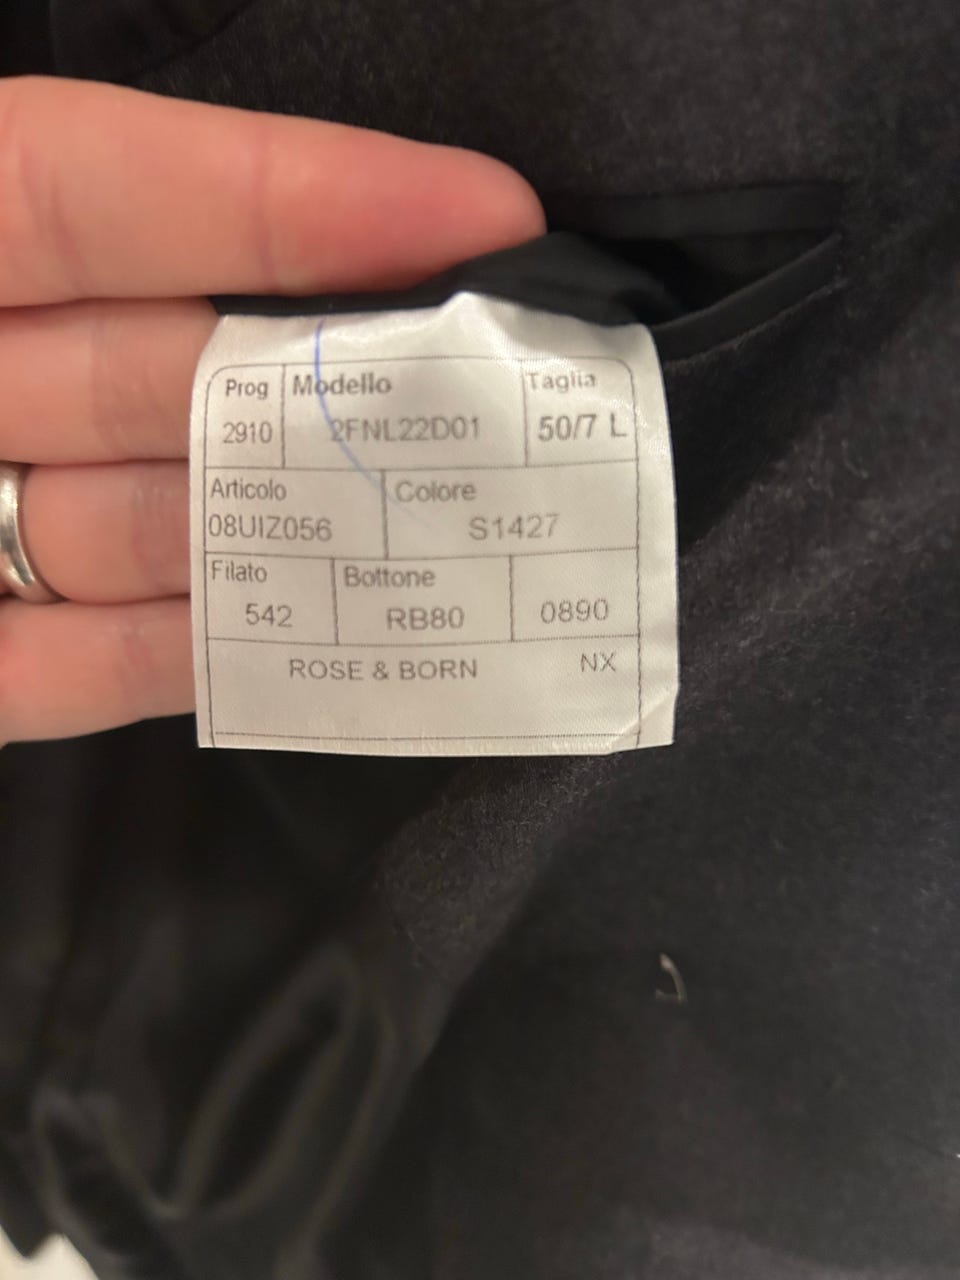 Prog Modello Taglia
2910 2FNL22D01 50/7 L
Articolo Colore
08UIZ056 S1427
Filato Bottone
542 RB80 0890
ROSE & BORN NX